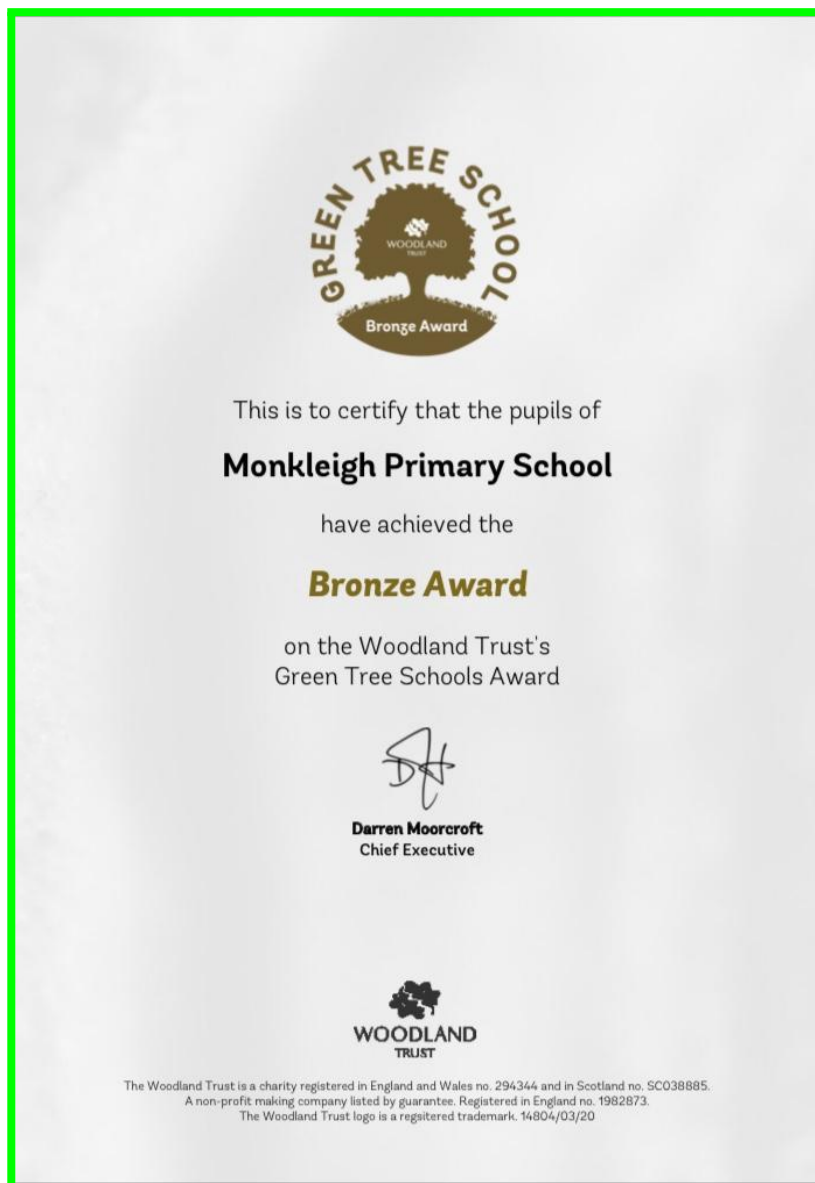 GREEN TREE SCHOOL
WOODLAND
TRUST
Bronze Award
This is to certify that the pupils of
Monkleigh Primary School
have achieved the
Bronze Award
on the Woodland Trust's
Green Tree Schools Award
Darren Moorcroft
Chief Executive
WOODLAND
TRUST
The Woodland Trust is a charity registered in England and Wales no. 294344 and in Scotland no. SC038885.
A non-profit making company listed by guarantee. Registered in England no. 1982873.
The Woodland Trust logo is a regsitered trademark. 14804/03/20